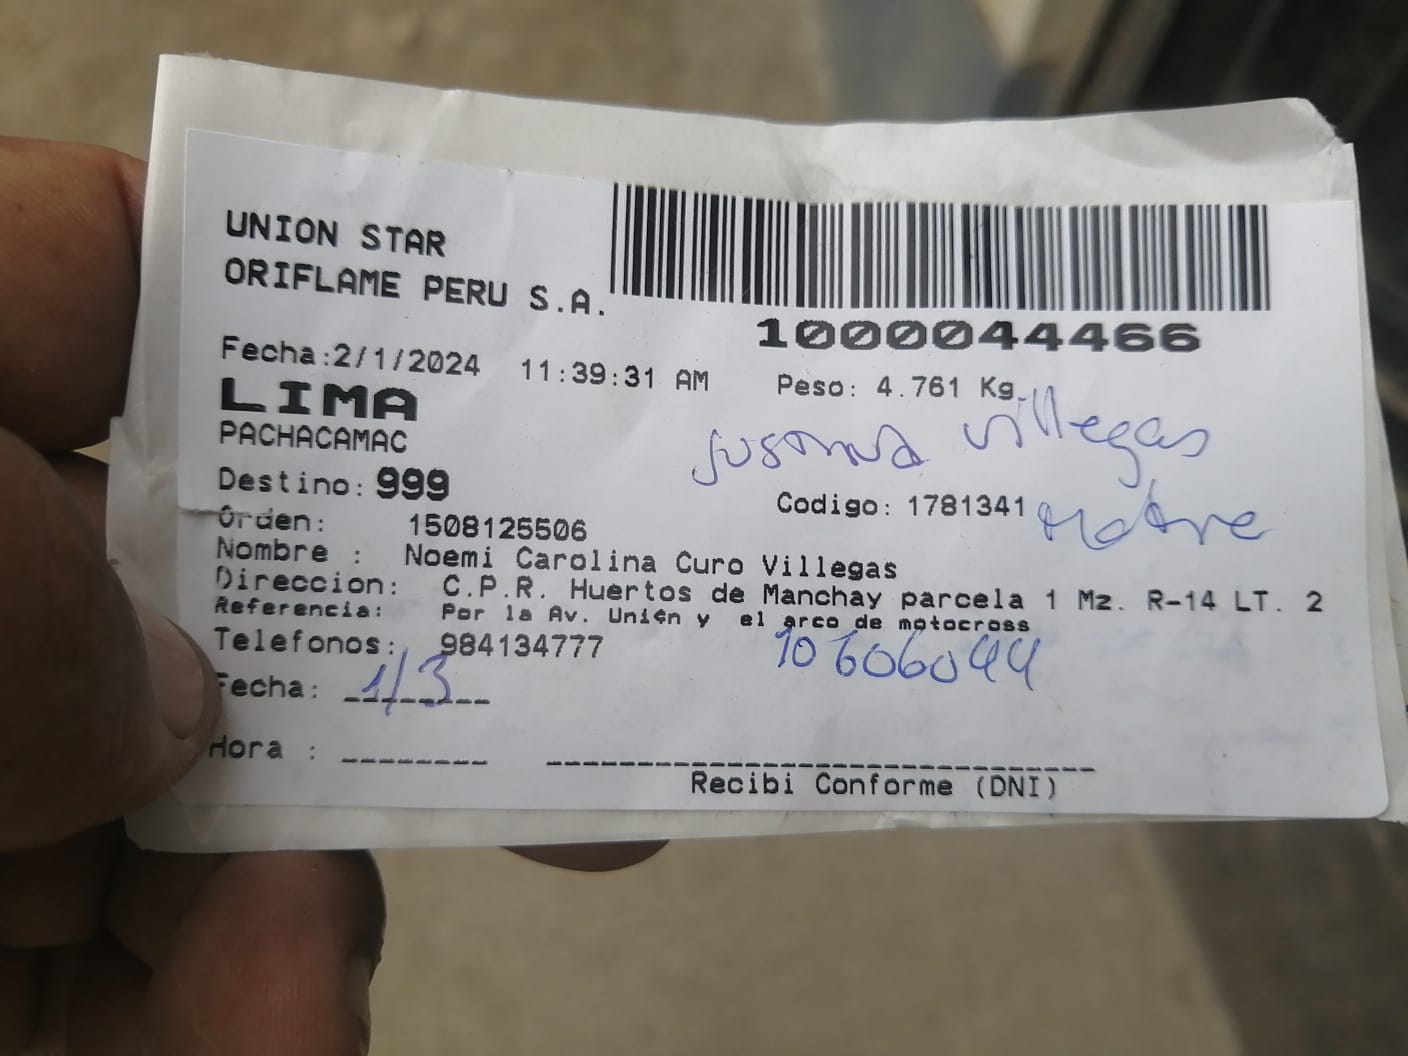 UNION STAR
ORIFLAME PERU S.A.
1000044466
Fecha:2/1/2024 11:39:31 AM Peso: 4.761 Kg.
LIMA
PACHACAMAC
Susana Villegas
Destino: 999
Codigo: 1781341
Orden: 1508125506
Nombre : Noemi Carolina Curo Villegas
Direccion: C.P.R. Huertos de Manchay parcela 1 Mz. R-14 LT. 2
Referencia: Por la Av. Unión y el arco de motocross
Telefonos: 984134777
10606044
Fecha: 1/3
Hora :
Recibi Conforme (DNI)